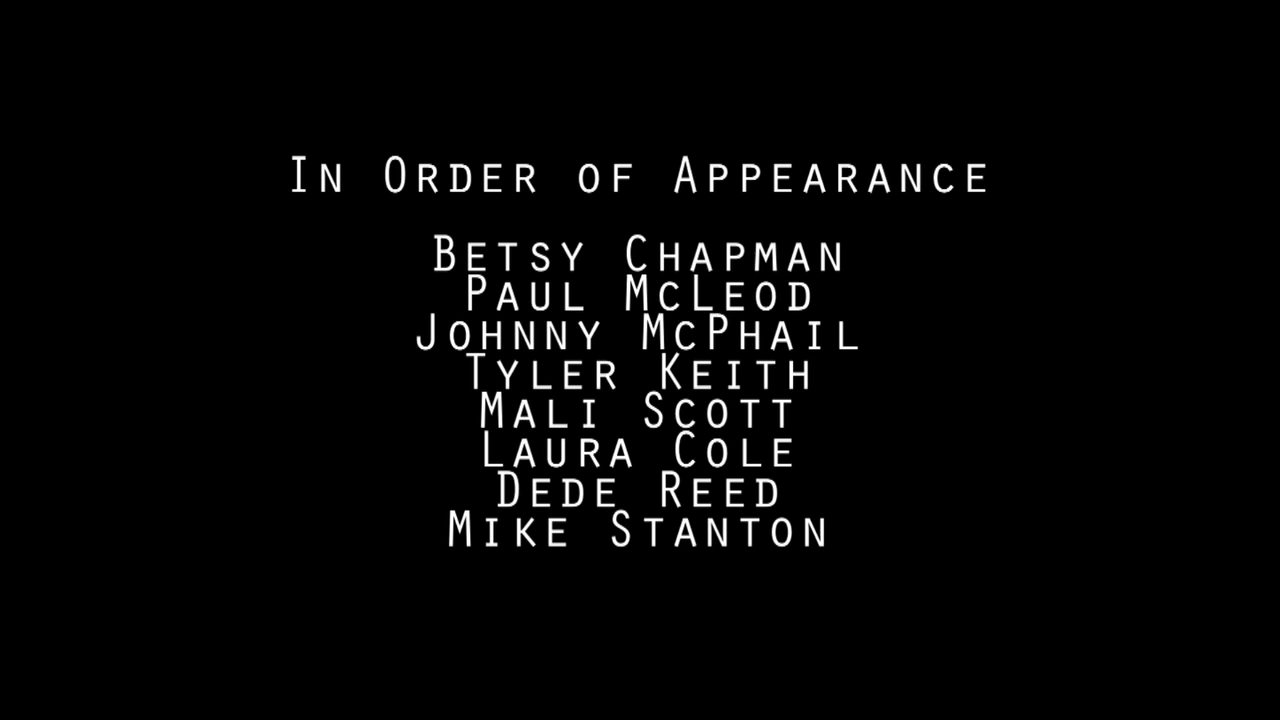 In Order of Appearance
Betsy Chapman
Paul McLeod
Johnny McPhail
Tyler Keith
Mali Scott
Laura Cole
Dede Reed
Mike Stanton